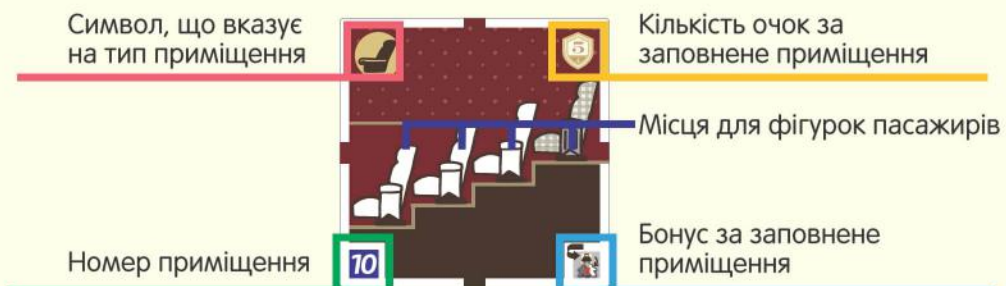 Символ, що вказує
на тип приміщення
5
Кількість очок за
заповнене приміщення
Місця для фігурок пасажирів
Номер приміщення
10
Бонус за заповнене
приміщення